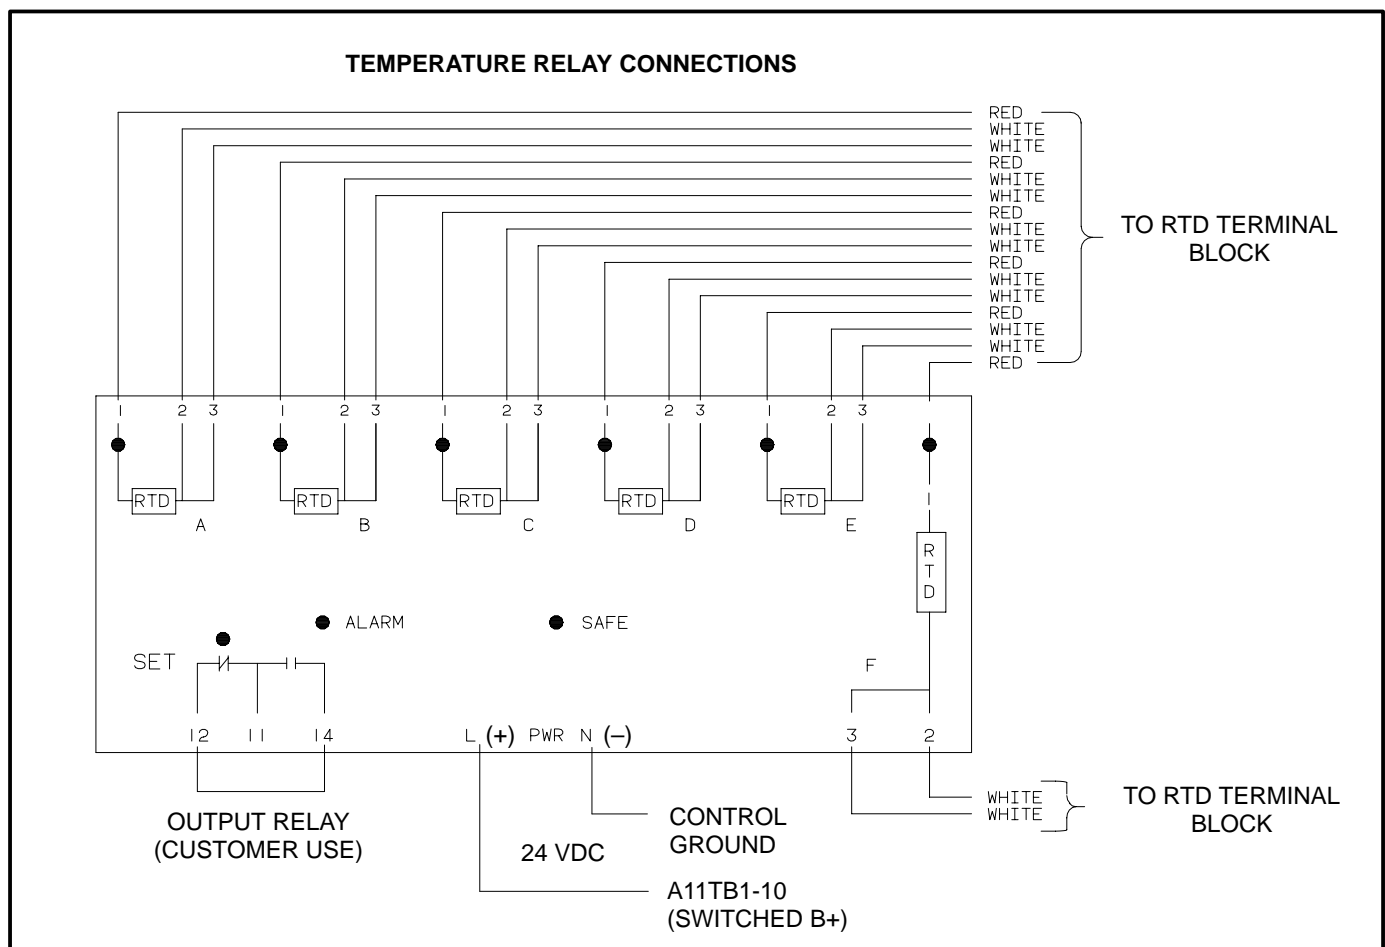 TEMPERATURE RELAY CONNECTIONS
RED
WHITE
WHITE
RED
WHITE
WHITE
RED
WHITE
WHITE
RED
WHITE
WHITE
RED
WHITE
WHITE
RED
TO RTD TERMINAL
BLOCK
1 2 3 1 2 3 1 2 3 1 2 3 1 2 3
RTD RTD RTD RTD RTD
A B C D E
1
RTD
ALARM SAFE
SET
F
12 11 14 L (+) PWR N (–) 3 2
WHITE
WHITE
TO RTD TERMINAL
BLOCK
OUTPUT RELAY
(CUSTOMER USE)
CONTROL
GROUND
24 VDC
A11TB1-10
(SWITCHED B+)